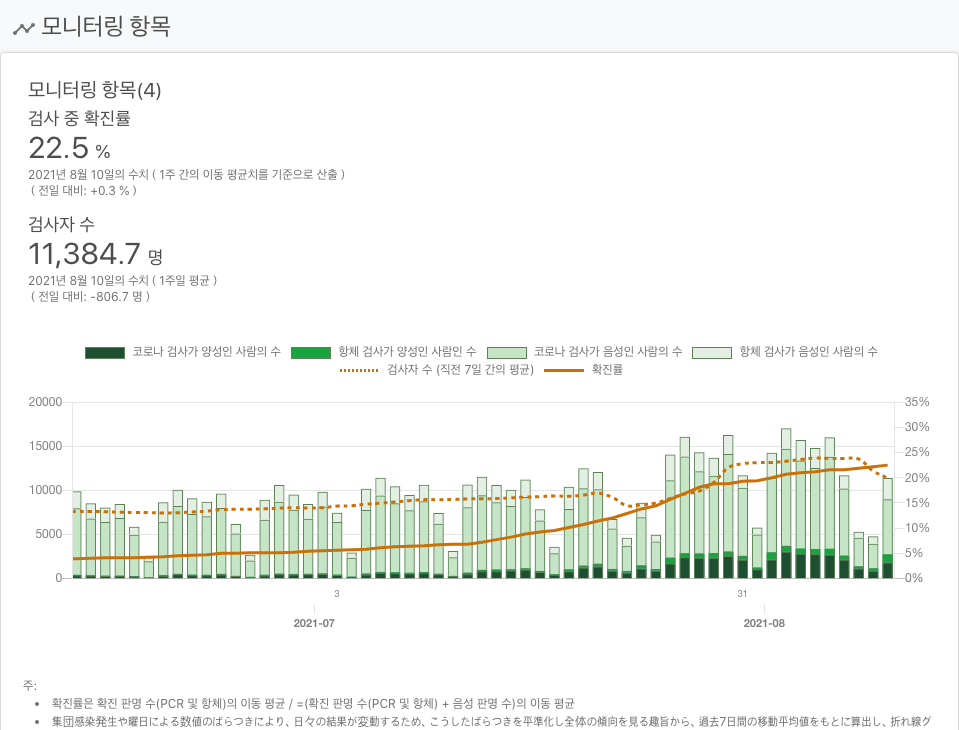 모니터링 항목
모니터링 항목(4)
검사 중 확진률
22.5 %
2021년 8월 10일의 수치 ( 1주 간의 이동 평균치를 기준으로 산출 )
( 전일 대비: +0.3 % )
검사자 수
11,384.7 명
2021년 8월 10일의 수치 ( 1주일 평균 )
( 전일 대비: -806.7 명 )
코로나 검사가 양성인 사람의 수 항체 검사가 양성인 사람인 수 코로나 검사가 음성인 사람의 수 항체 검사가 음성인 사람의 수
검사자 수 (직전 7일 간의 평균) 확진률
20000 35%
30%
15000 25%
20%
10000 15%
5000 10%
5%
0 0%
3 31
2021-07 2021-08
주:
• 확진률은 확진 판명 수(PCR 및 항체)의 이동 평균 / =(확진 판명 수(PCR 및 항체) + 음성 판명 수)의 이동 평균
• 集団感染発生や曜日による数値のばらつきにより、日々の結果が変動するため、こうしたばらつきを平準化し全体の傾向を見る趣旨から、過去7日間の移動平均値をもとに算出し、折れ線グ